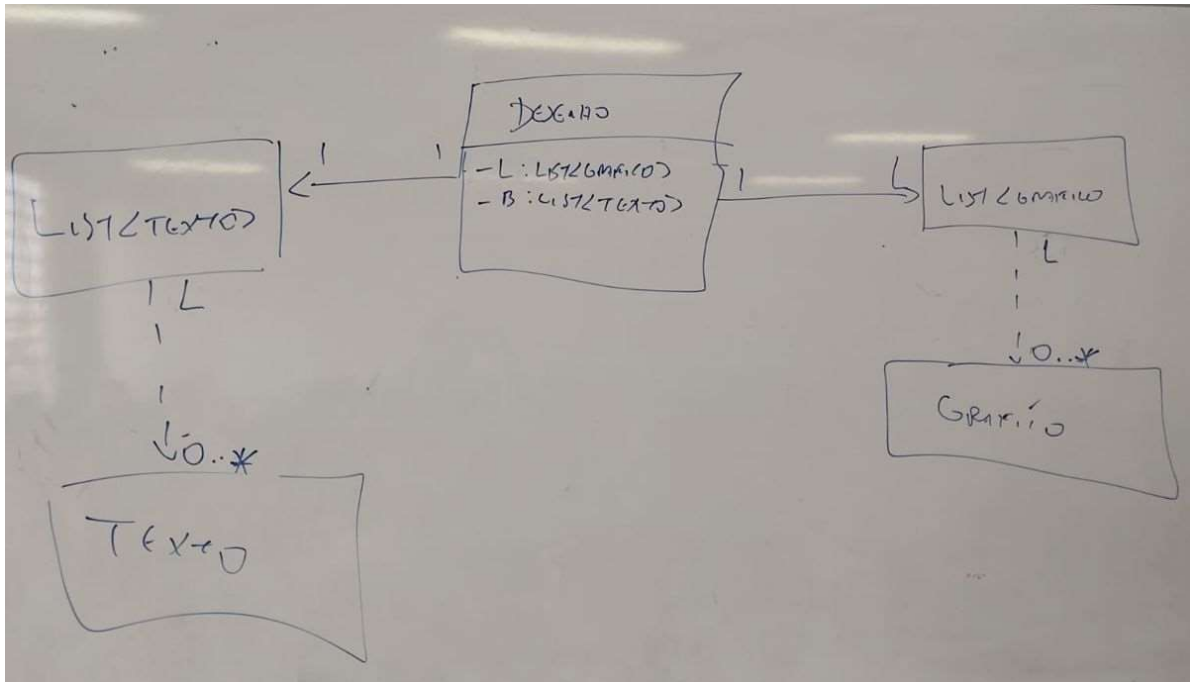 DESENHO
- L : LIST<GRAFICO>
- B : LIST<TEXTO>
1
1
1
L
LIST<TEXTO>
LIST<GRAFICO
L
L
0..*
0..*
GRAFICO
TEXTO